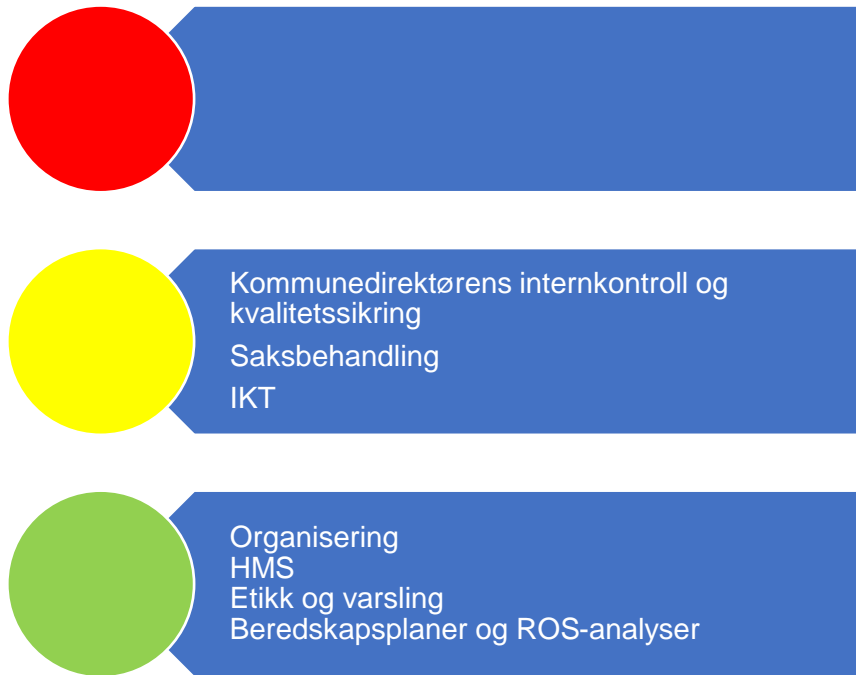 Kommunedirektørens internkontroll og
kvalitetssikring
Saksbehandling
IKT
Organisering
HMS
Etikk og varsling
Beredskapsplaner og ROS-analyser